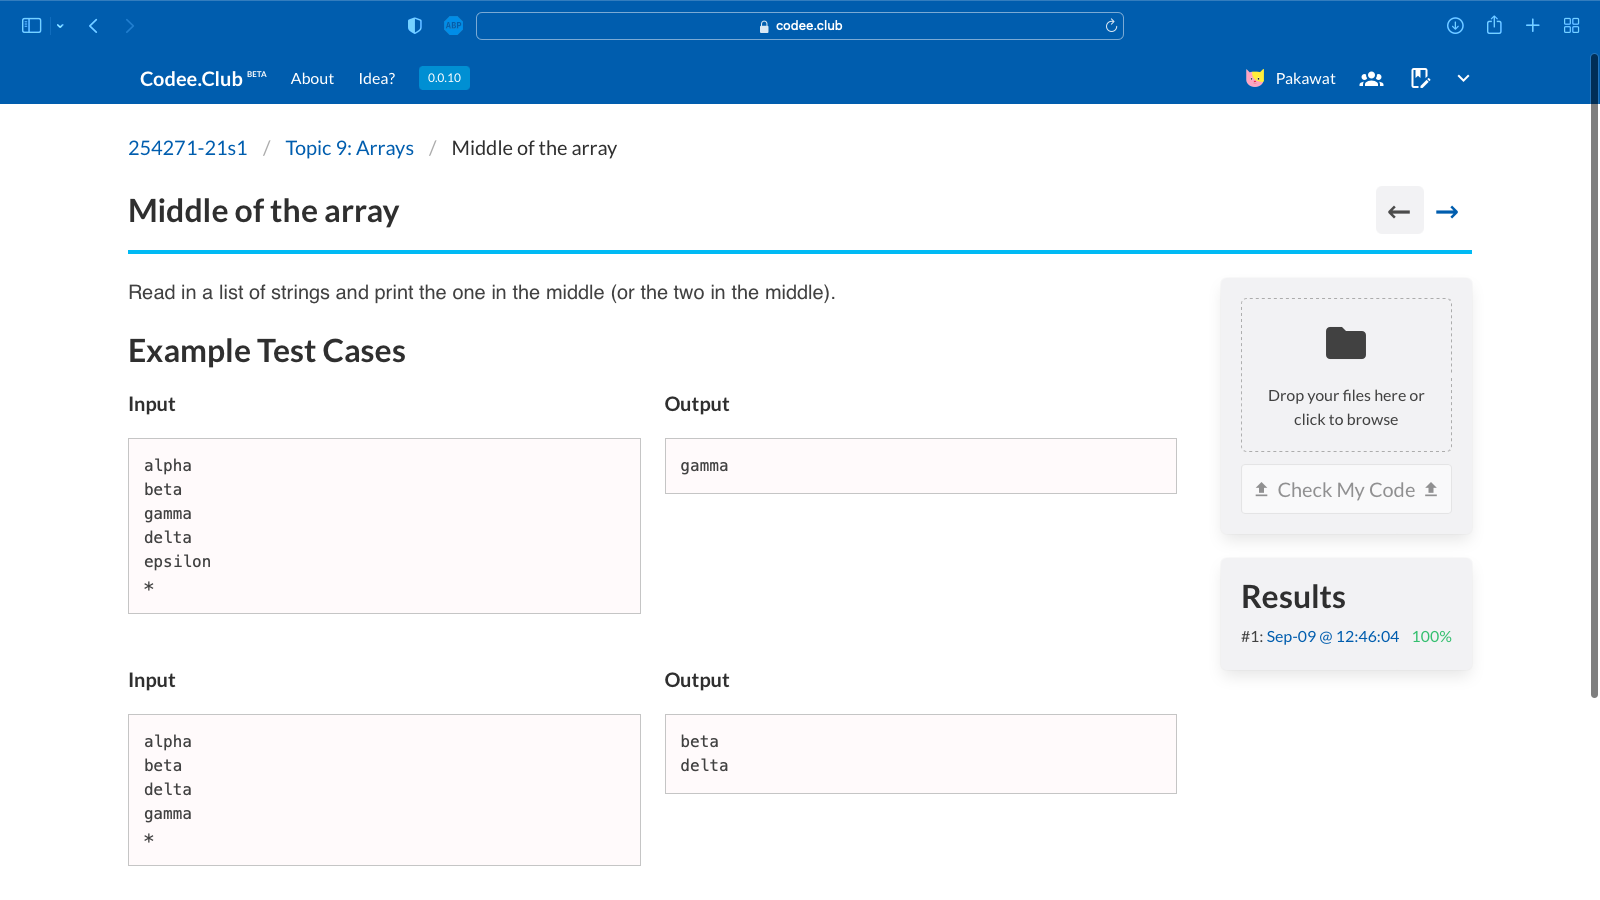 ABP
codee.club
Codee.Club BETA About Idea? 0.0.10 Pakawat
254271-21s1 / Topic 9: Arrays / Middle of the array
Middle of the array
Read in a list of strings and print the one in the middle (or the two in the middle).
Example Test Cases
Input
alpha
beta
gamma
delta
epsilon
*
Output
gamma
Input
alpha
beta
delta
gamma
*
Output
beta
delta
Drop your files here or
click to browse
Check My Code
Results
#1: Sep-09 @ 12:46:04 100%